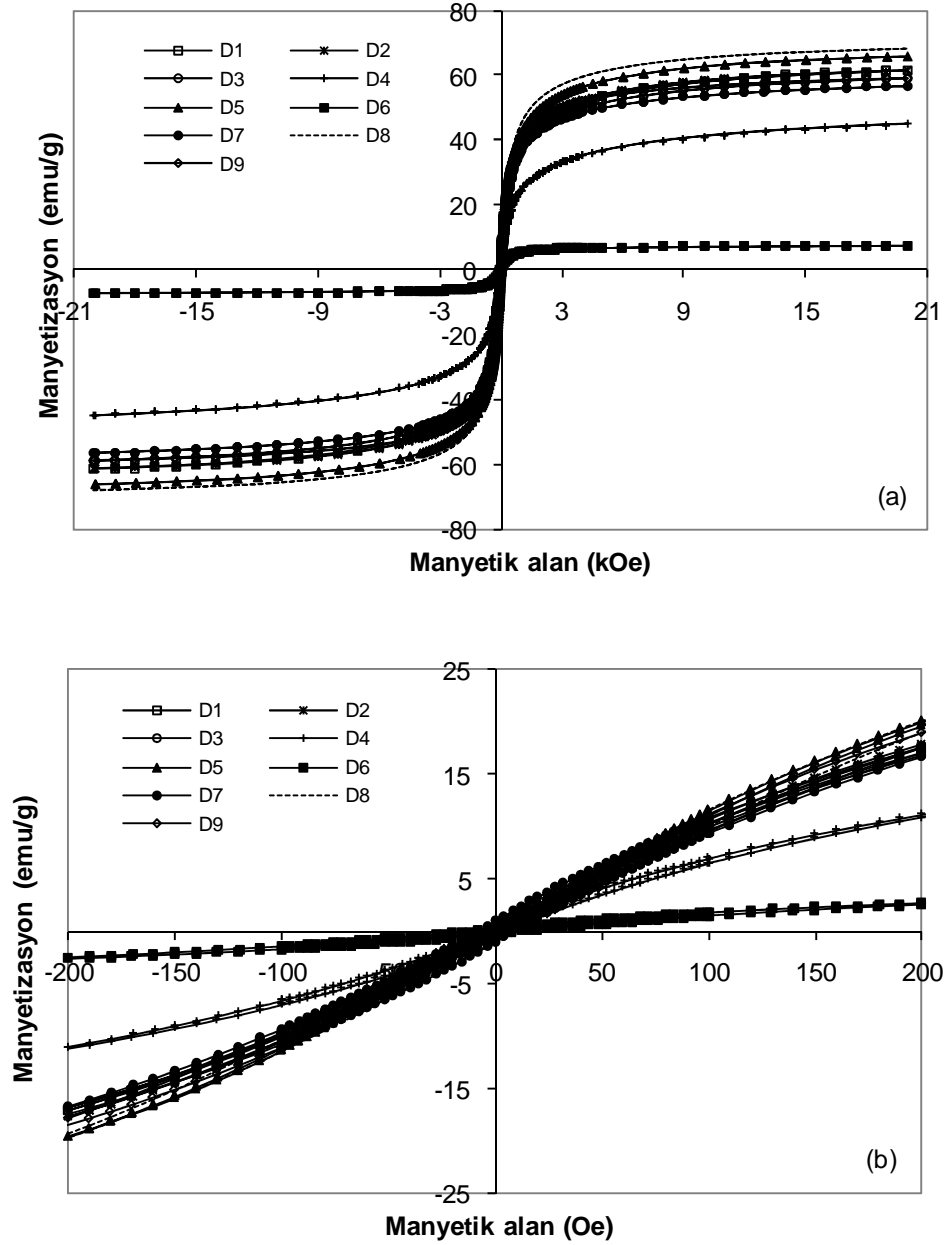 80
60
40
20
0
-20
-40
-60
-80
-21 -15 -9 -3 3 9 15 21
D1 D2
D3 D4
D5 D6
D7 D8
D9
Manyetizasyon (emu/g)
(a)
Manyetik alan (kOe)
25
15
5
-5
-15
-25
-200 -150 -100 -50 0 50 100 150 200
D1 D2
D3 D4
D5 D6
D7 D8
D9
Manyetizasyon (emu/g)
(b)
Manyetik alan (Oe)